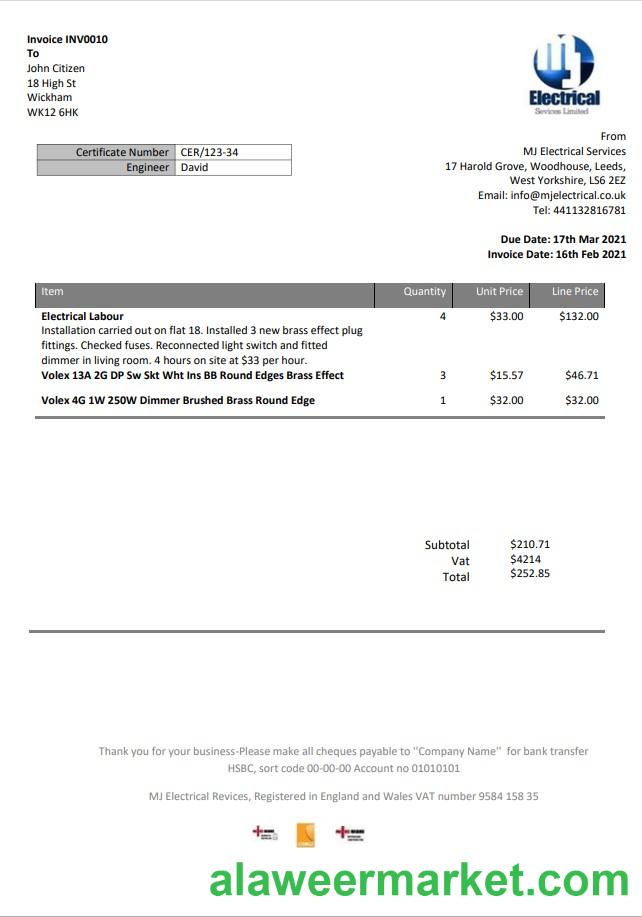 Invoice INV0010
To
John Citizen
18 High St
Wickham
WK12 6HK
Electrical
Sevices Limited
Certificate Number CER/123-34
Engineer David
From
MJ Electrical Services
17 Harold Grove, Woodhouse, Leeds,
West Yorkshire, LS6 2EZ
Email: info@mjelectrical.co.uk
Tel: 441132816781
Due Date: 17th Mar 2021
Invoice Date: 16th Feb 2021
Item Quantity Unit Price Line Price
Electrical Labour 4 $33.00 $132.00
Installation carried out on flat 18. Installed 3 new brass effect plug
fittings. Checked fuses. Reconnected light switch and fitted
dimmer in living room. 4 hours on site at $33 per hour.
Volex 13A 2G DP Sw Skt Wht Ins BB Round Edges Brass Effect 3 $15.57 $46.71
Volex 4G 1W 250W Dimmer Brushed Brass Round Edge 1 $32.00 $32.00
Subtotal $210.71
Vat $4214
Total $252.85
Thank you for your business-Please make all cheques payable to ''Company Name'' for bank transfer
HSBC, sort code 00-00-00 Account no 01010101
MJ Electrical Revices, Registered in England and Wales VAT number 9584 158 35
alaweermarket.com